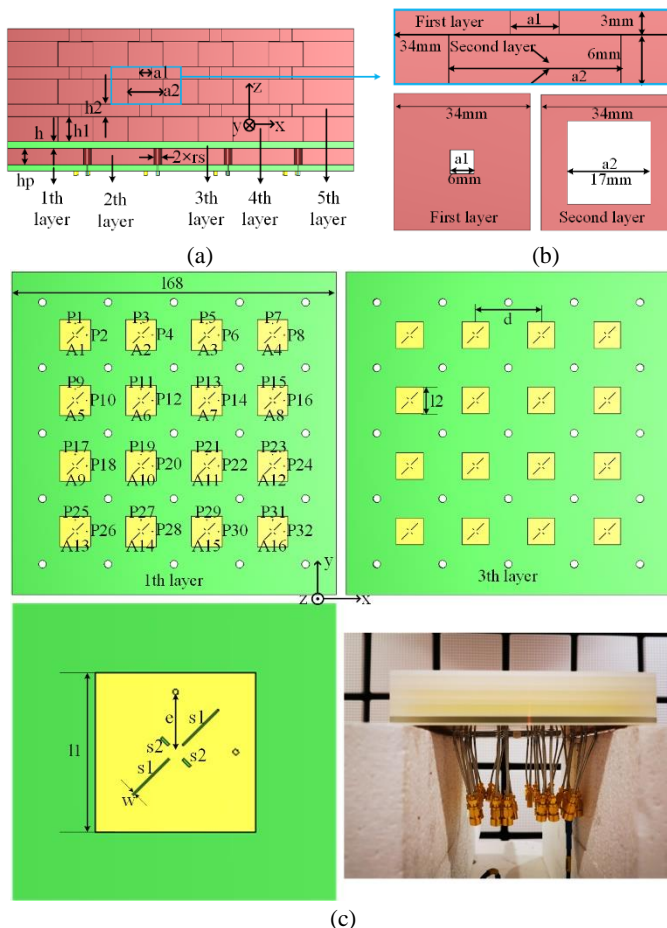 a1
a2
h2
z
y
x
h
h1
2×rs
hp
1th layer
2th layer
3th layer
4th layer
5th layer
(a)
First layer
a1
3mm
34mm
Second layer
6mm
a2
34mm
a1
6mm
First layer
34mm
a2
17mm
Second layer
(b)
l68
P1 P3 P5 P7
P2 P4 P6 P8
A1 A2 A3 A4
P9 P11 P13 P15
P10 P12 P14 P16
A5 A6 A7 A8
P17 P19 P21 P23
P18 P20 P22 P24
A9 A10 A11 A12
P25 P27 P29 P31
P26 P28 P30 P32
A13 A14 A15 A16
1th layer
d
l2
3th layer
y
z
x
l1
e
s1
s2
s1
s2
w
(c)